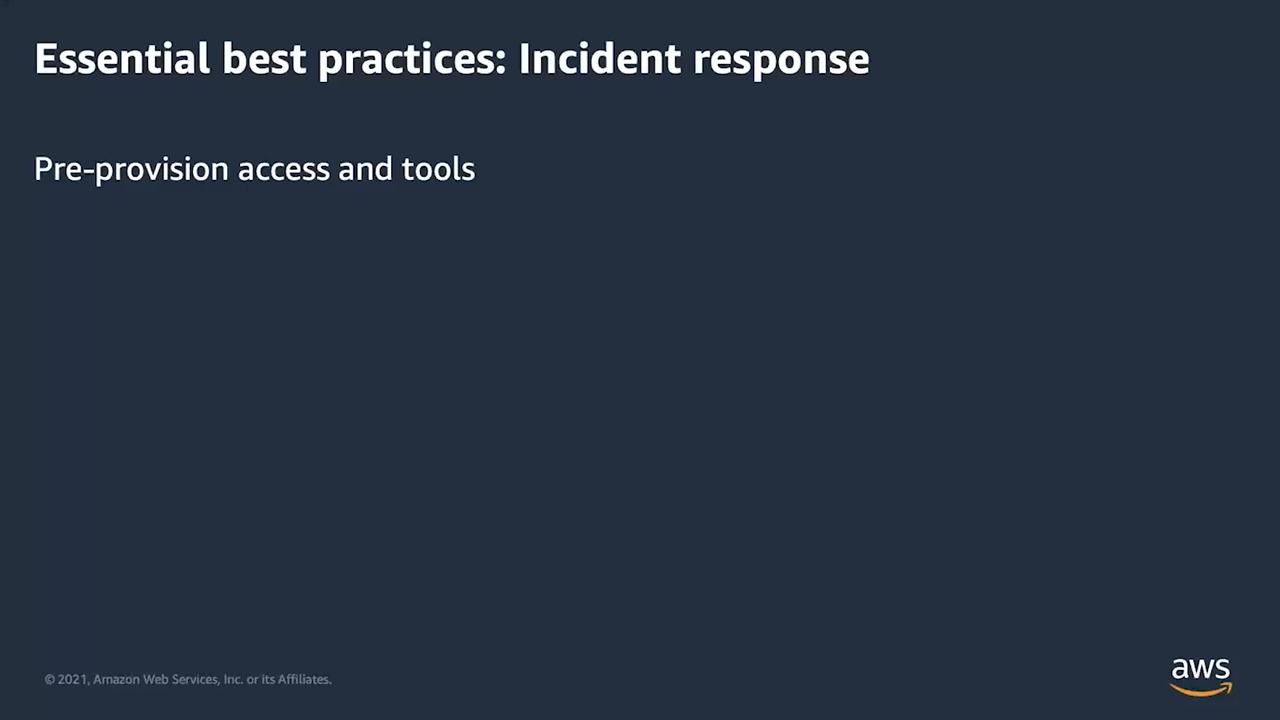 Essential best practices: Incident response
Pre-provision access and tools
© 2021, Amazon Web Services, Inc. or its Affiliates.
aws